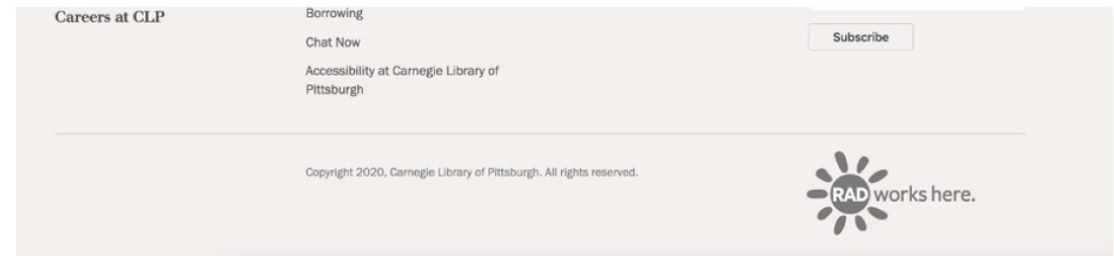 Careers at CLP
Borrowing
Chat Now
Accessibility at Carnegie Library of
Pittsburgh
Subscribe
Copyright 2020, Carnegie Library of Pittsburgh. All rights reserved.
RAD works here.